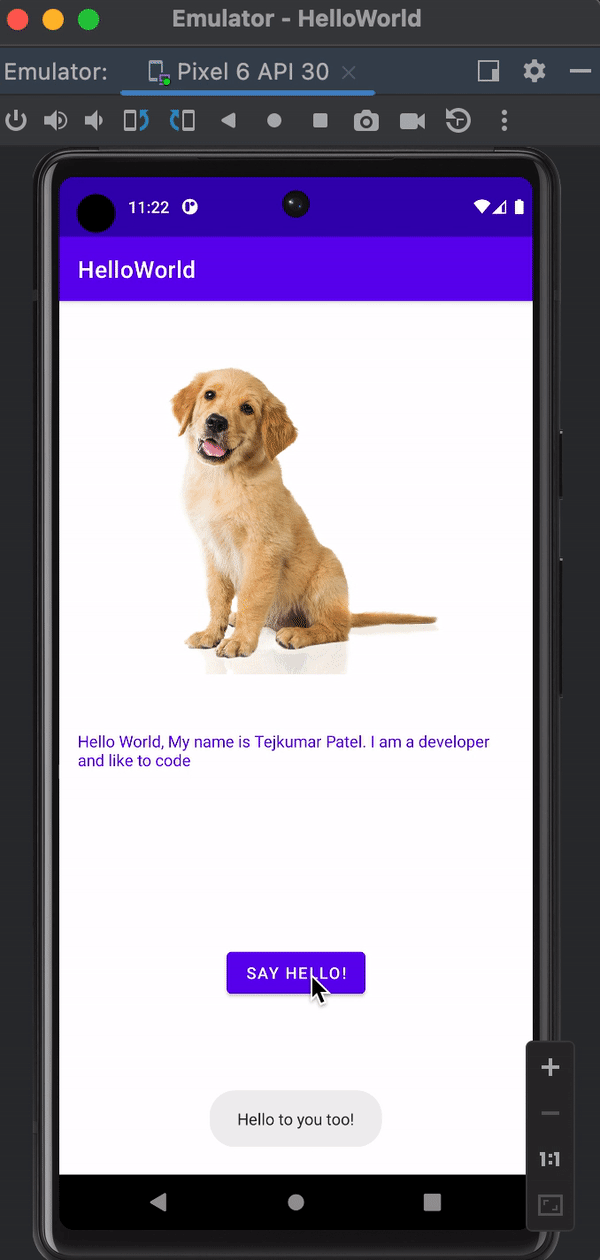 Emulator - HelloWorld
Emulator:
Pixel 6 API 30
11:22
HelloWorld
Hello World, My name is Tejkumar Patel. I am a developer
and like to code
SAY HELLO!
Hello to you too!
1:1